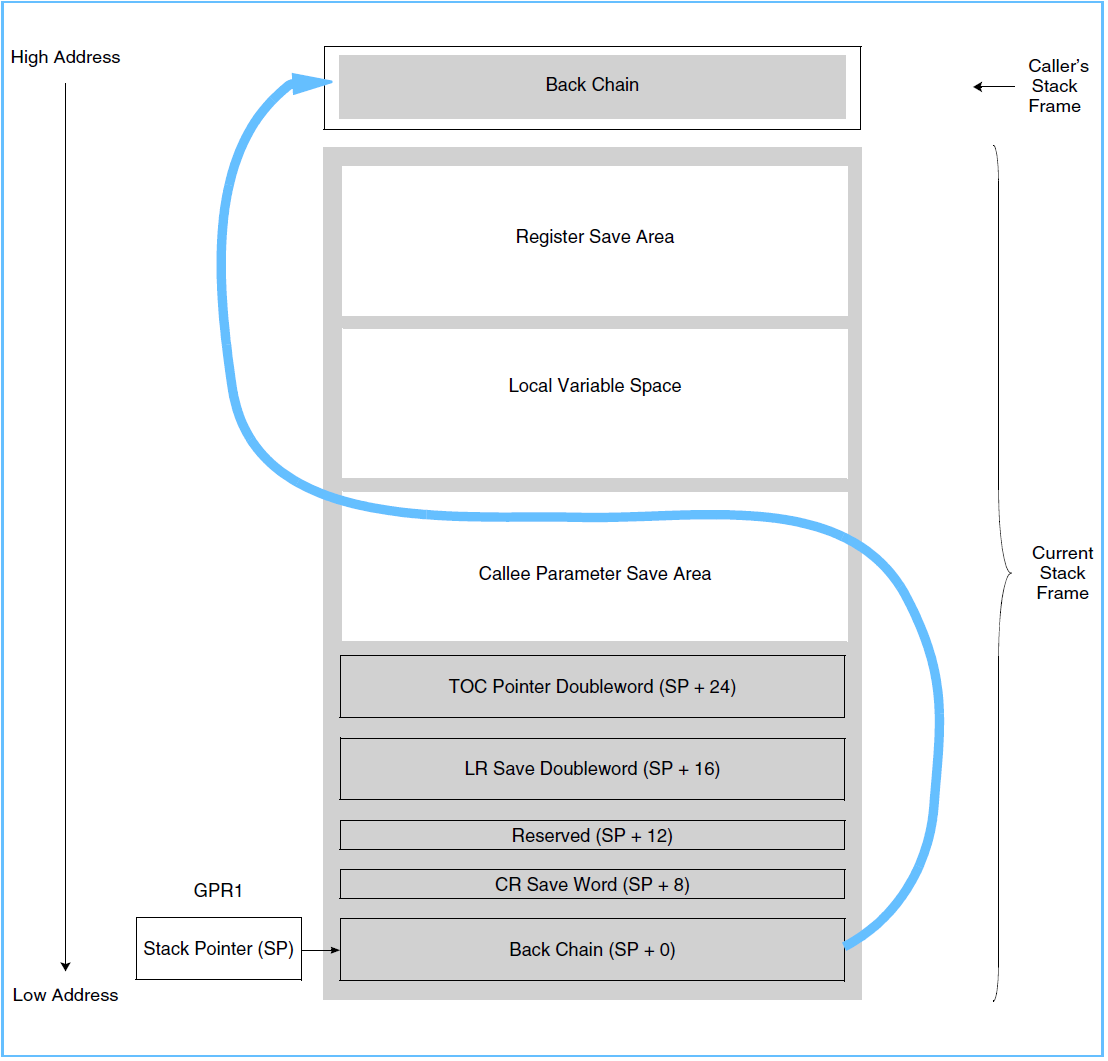 High Address
Back Chain
Caller's
Stack
Frame
Register Save Area
Local Variable Space
Callee Parameter Save Area
Current
Stack
Frame
TOC Pointer Doubleword (SP + 24)
LR Save Doubleword (SP + 16)
Reserved (SP + 12)
CR Save Word (SP + 8)
GPR1
Stack Pointer (SP)
Back Chain (SP + 0)
Low Address